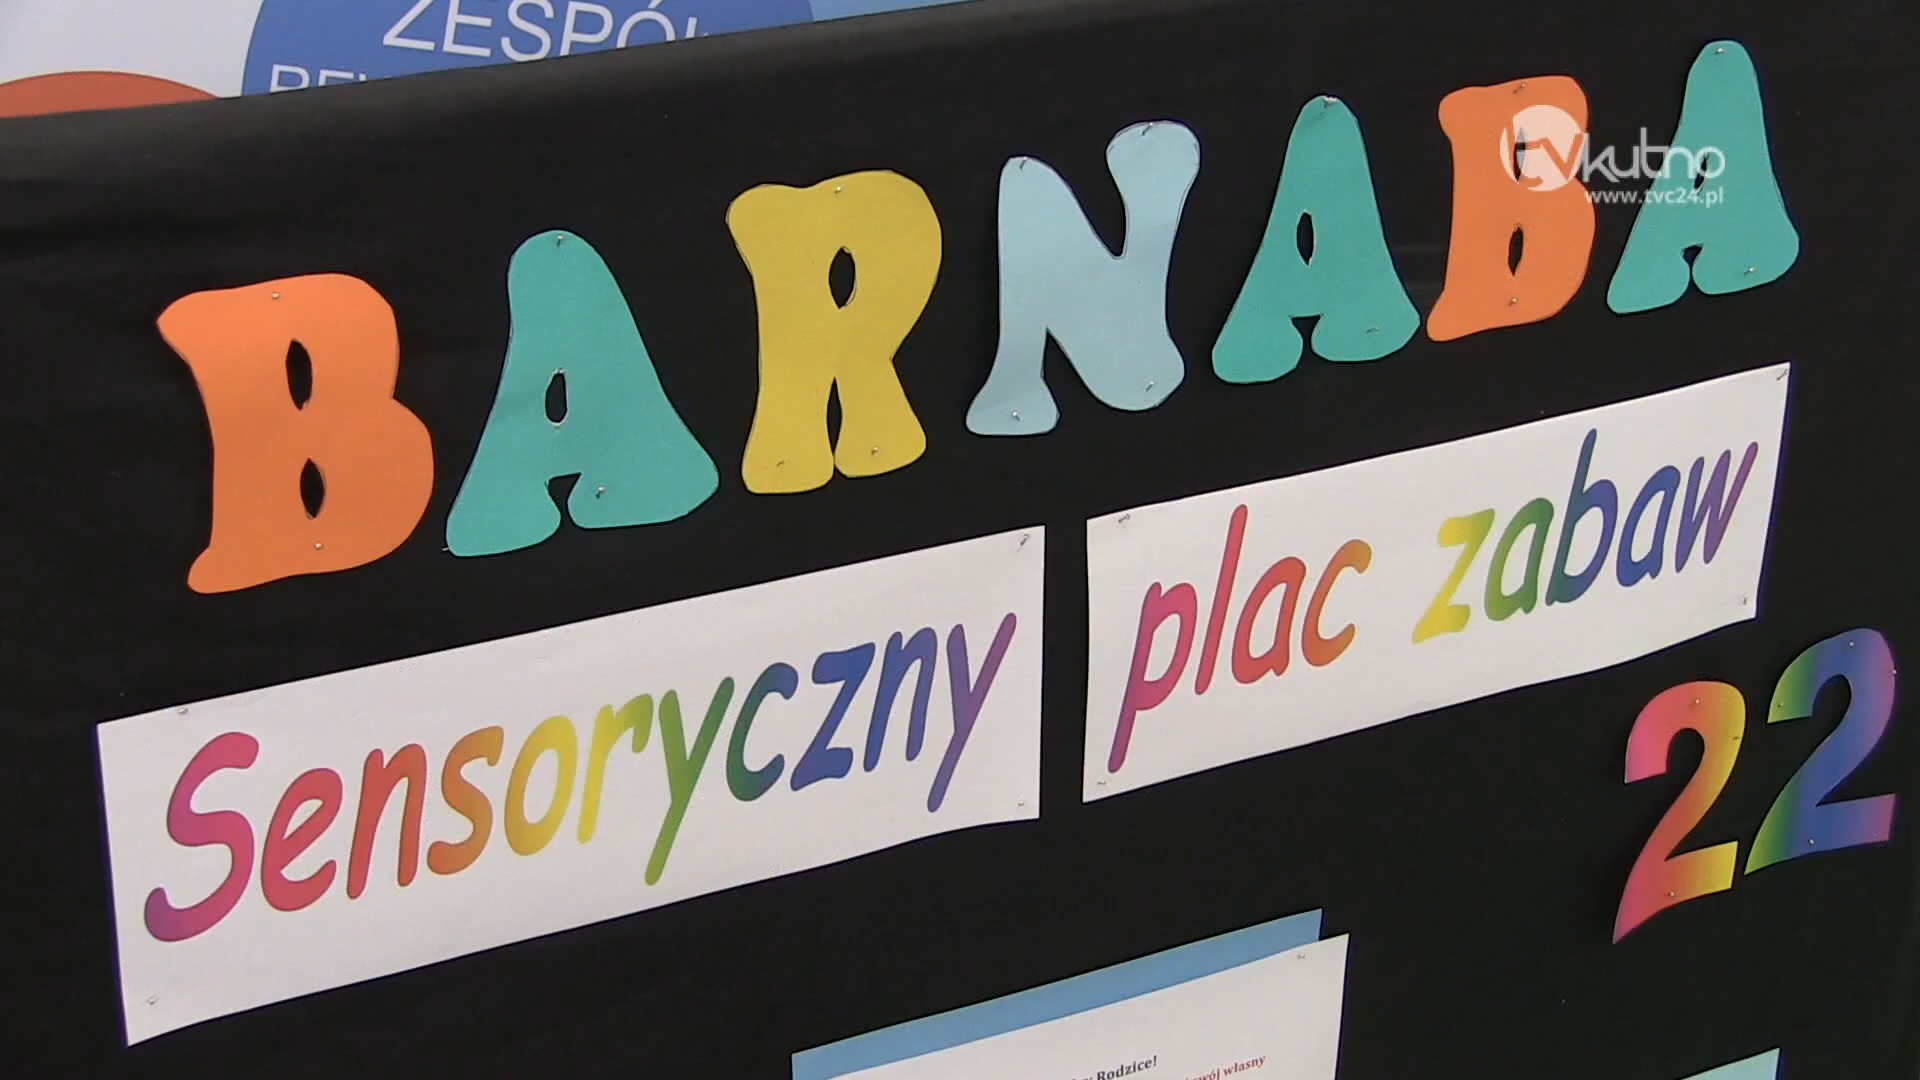 ZESPÓŁ
BARNABA
tvkutno
www.tvc24.pl
Sensoryczny plac zabaw
22
Rodzice!
własny